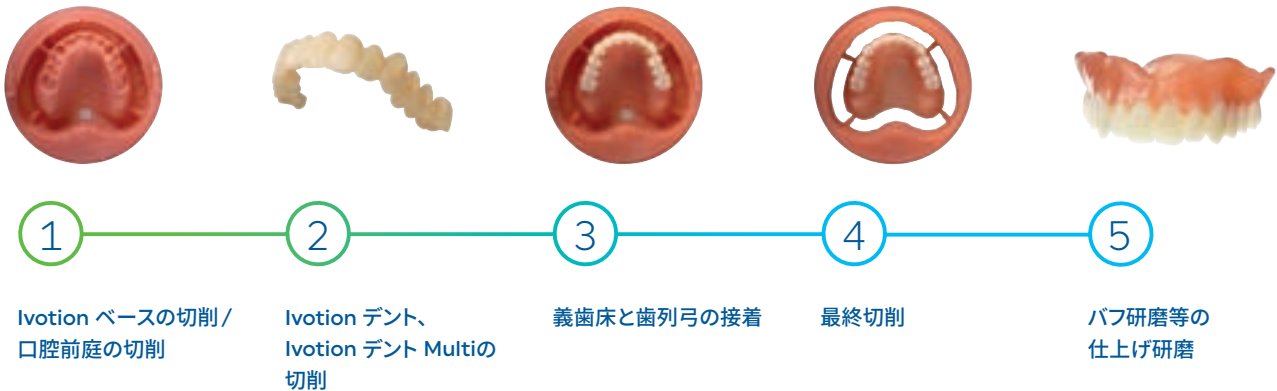 1
2
3
4
5
Ivotion ベースの切削/
口腔前庭の切削
Ivotion デント、
Ivotion デント Multiの
切削
義歯床と歯列弓の接着
最終切削
バフ研磨等の
仕上げ研磨